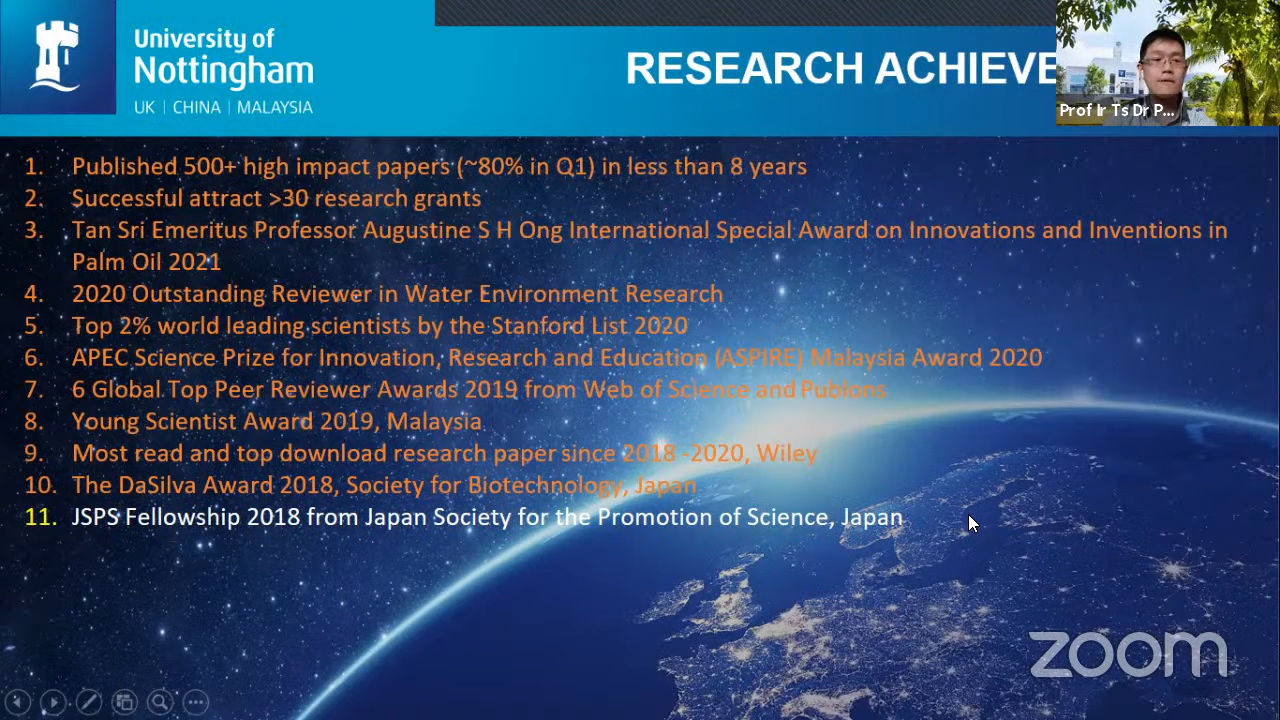 University of
Nottingham
UK | CHINA | MALAYSIA
RESEARCH ACHIEVE
Prof Ir Ts Dr P...
1. Published 500+ high impact papers (~80% in Q1) in less than 8 years
2. Successful attract >30 research grants
3. Tan Sri Emeritus Professor Augustine S H Ong International Special Award on Innovations and Inventions in
Palm Oil 2021
4. 2020 Outstanding Reviewer in Water Environment Research
5. Top 2% world leading scientists by the Stanford List 2020
6. APEC Science Prize for Innovation, Research and Education (ASPIRE) Malaysia Award 2020
7. 6 Global Top Peer Reviewer Awards 2019 from Web of Science and Publons
8. Young Scientist Award 2019, Malaysia
9. Most read and top download research paper since 2018 -2020, Wiley
10. The DaSilva Award 2018, Society for Biotechnology, Japan
11. JSPS Fellowship 2018 from Japan Society for the Promotion of Science, Japan
zoom